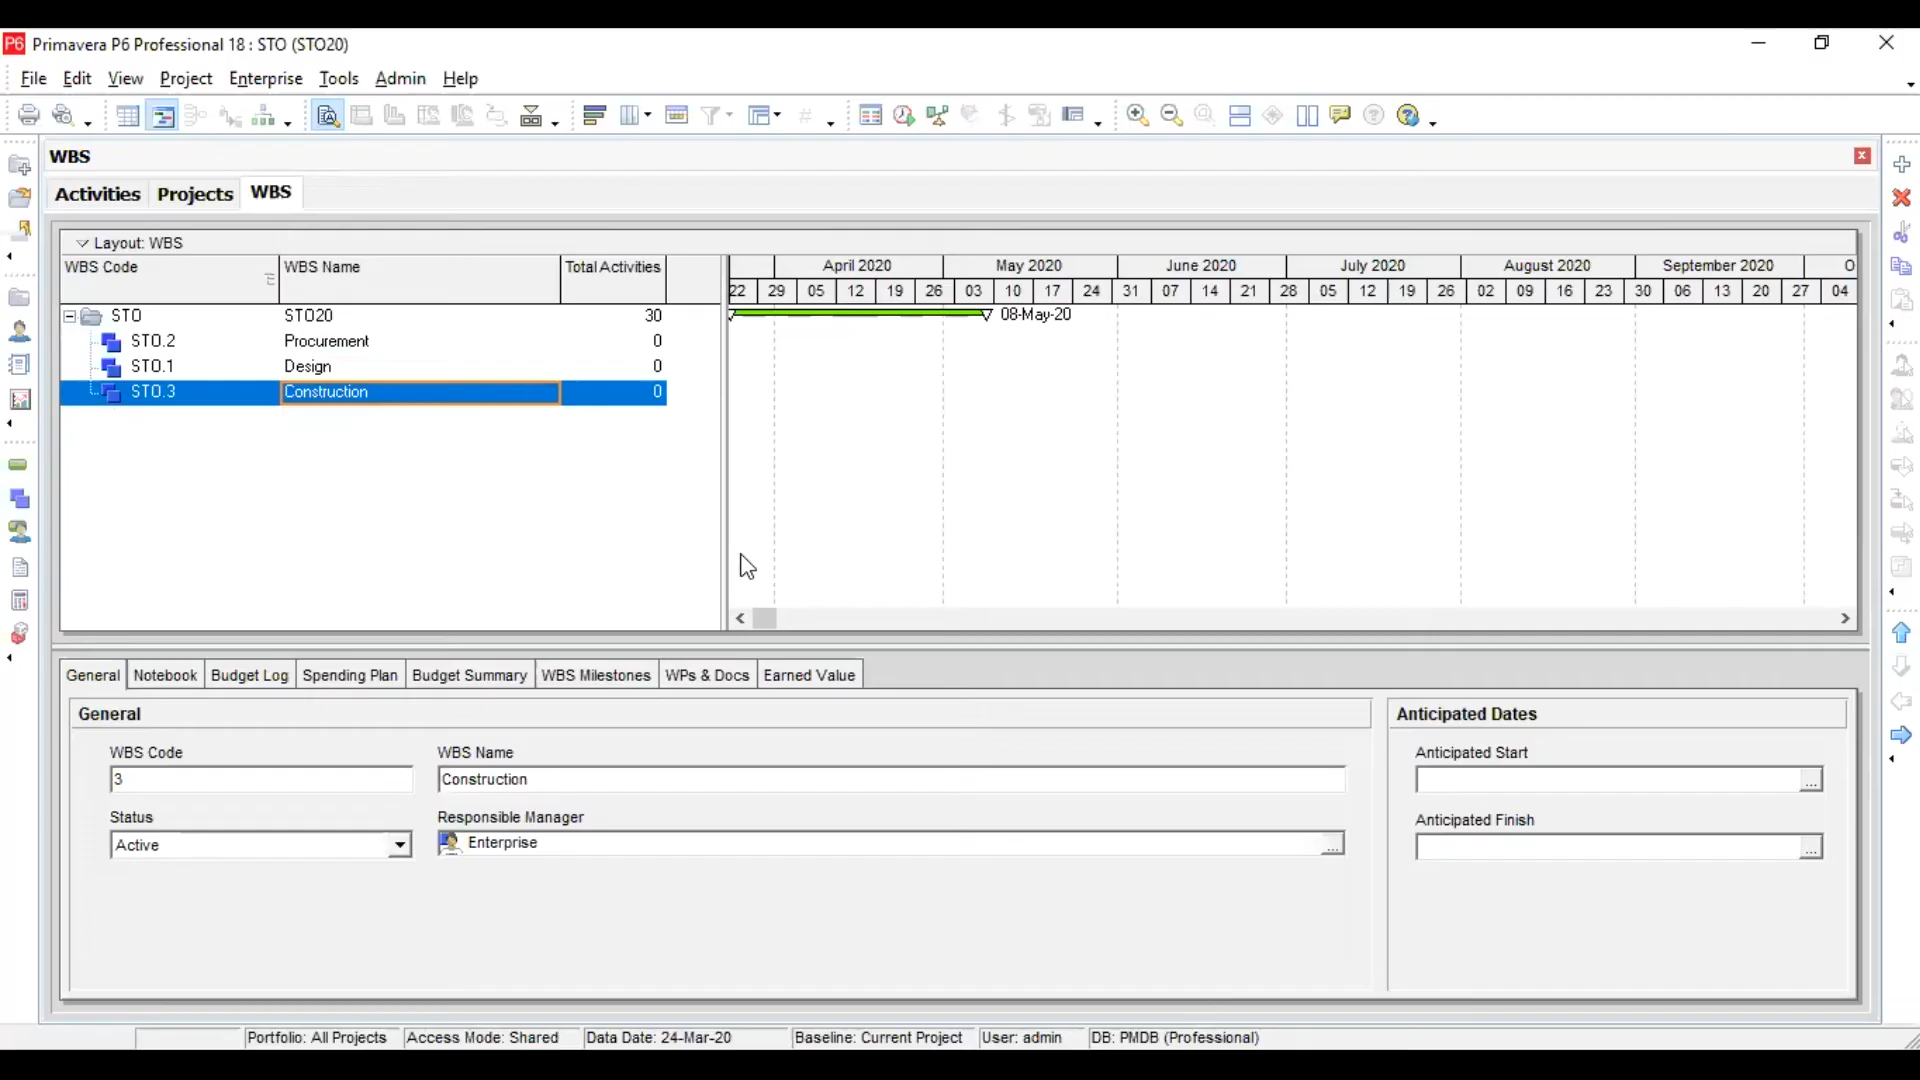 P6 Primavera P6 Professional 18 : STO (STO20)
File Edit View Project Enterprise Tools Admin Help
WBS
Activities Projects WBS
Layout: WBS
WBS Code WBS Name Total Activities
April 2020 May 2020 June 2020 July 2020 August 2020 September 2020 O
22 29 05 12 19 26 03 10 17 24 31 07 14 21 28 05 12 19 26 02 09 16 23 30 06 13 20 27 04
STO STO20 30 08-May-20
STO.2 Procurement 0
STO.1 Design 0
STO.3 Construction 0
General Notebook Budget Log Spending Plan Budget Summary WBS Milestones WPs & Docs Earned Value
General
WBS Code WBS Name
3 Construction
Status Responsible Manager
Active Enterprise ...
Anticipated Dates
Anticipated Start
...
Anticipated Finish
...
Portfolio: All Projects Access Mode: Shared Data Date: 24-Mar-20 Baseline: Current Project User: admin DB: PMDB (Professional)